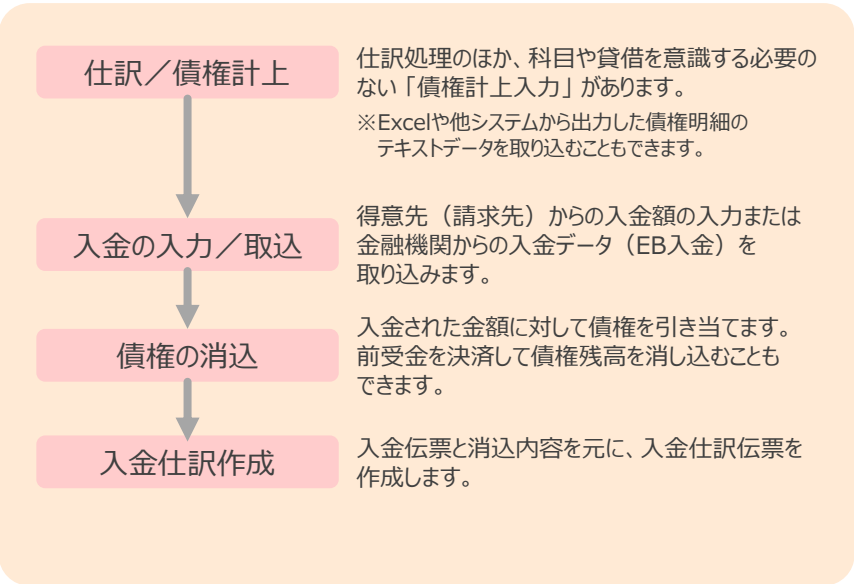 仕訳／債権計上
仕訳処理のほか、科目や貸借を意識する必要の
ない「債権計上入力」があります。
※Excelや他システムから出力した債権明細の
テキストデータを取り込むこともできます。
入金の入力／取込
得意先（請求先）からの入金額の入力または
金融機関からの入金データ（EB入金）を
取り込みます。
債権の消込
入金された金額に対して債権を引き当てます。
前受金を決済して債権残高を消し込むことも
できます。
入金仕訳作成
入金伝票と消込内容を元に、入金仕訳伝票を
作成します。